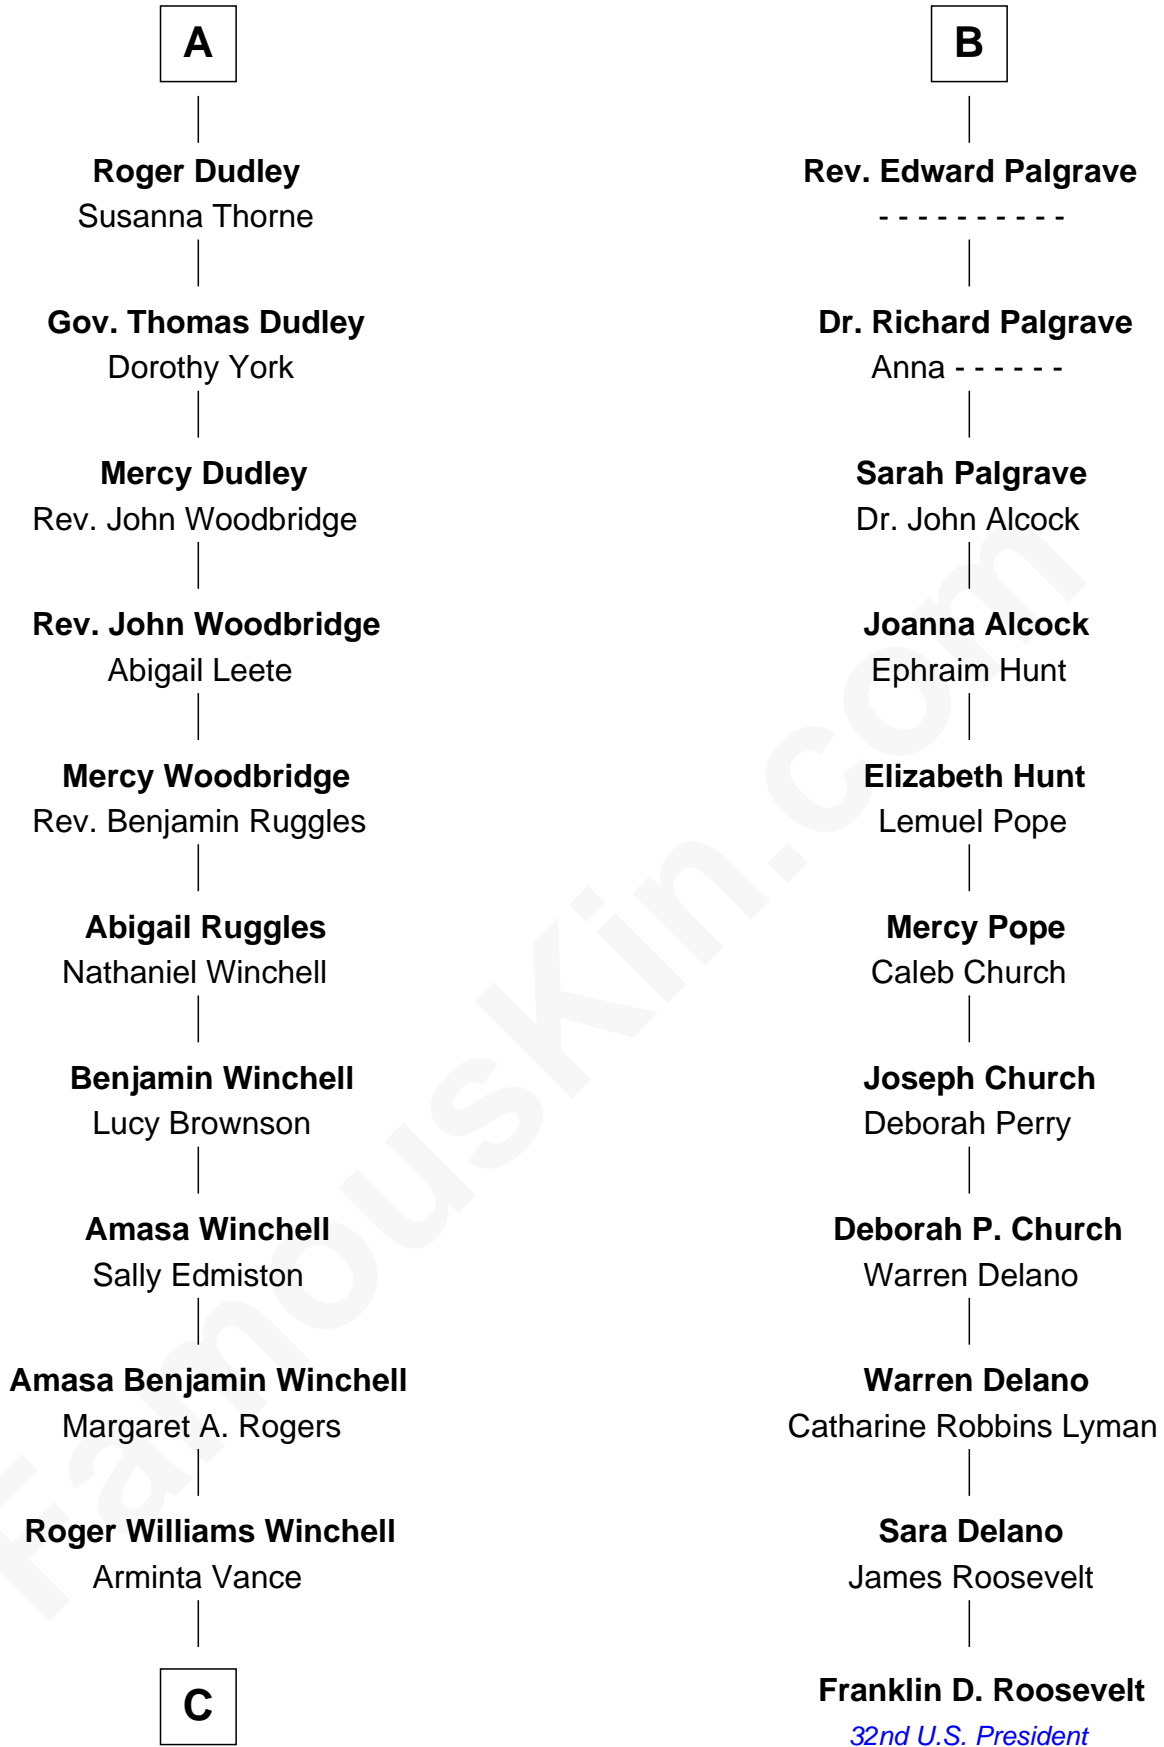 A
Roger Dudley
Susanna Thorne
Gov. Thomas Dudley
Dorothy York
Mercy Dudley
Rev. John Woodbridge
Rev. John Woodbridge
Abigail Leete
Mercy Woodbridge
Rev. Benjamin Ruggles
Abigail Ruggles
Nathaniel Winchell
Benjamin Winchell
Lucy Brownson
Amasa Winchell
Sally Edmiston
Amasa Benjamin Winchell
Margaret A. Rogers
Roger Williams Winchell
Arminta Vance
C
B
Rev. Edward Palgrave
- - - - - - - - - -
Dr. Richard Palgrave
Anna - - - - - -
Sarah Palgrave
Dr. John Alcock
Joanna Alcock
Ephraim Hunt
Elizabeth Hunt
Lemuel Pope
Mercy Pope
Caleb Church
Joseph Church
Deborah Perry
Deborah P. Church
Warren Delano
Warren Delano
Catharine Robbins Lyman
Sara Delano
James Roosevelt
Franklin D. Roosevelt
32nd U.S. President
FamousKin.com